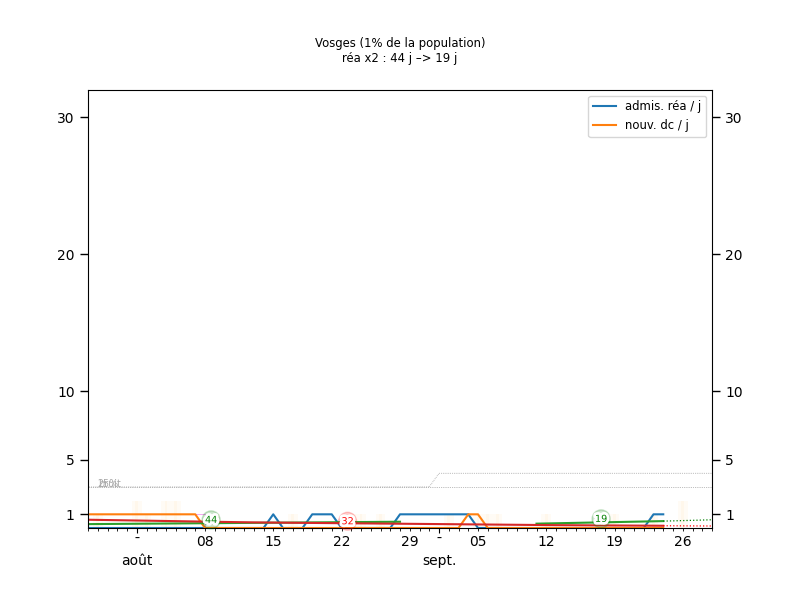 Vosges (1% de la population)
réa x2 : 44 j –> 19 j
admis. réa / j
nouv. dc / j
30
30
20
20
10
10
5
5
1
1
44
32
19
- 08 15 22 29 - 05 12 19 26
août sept.